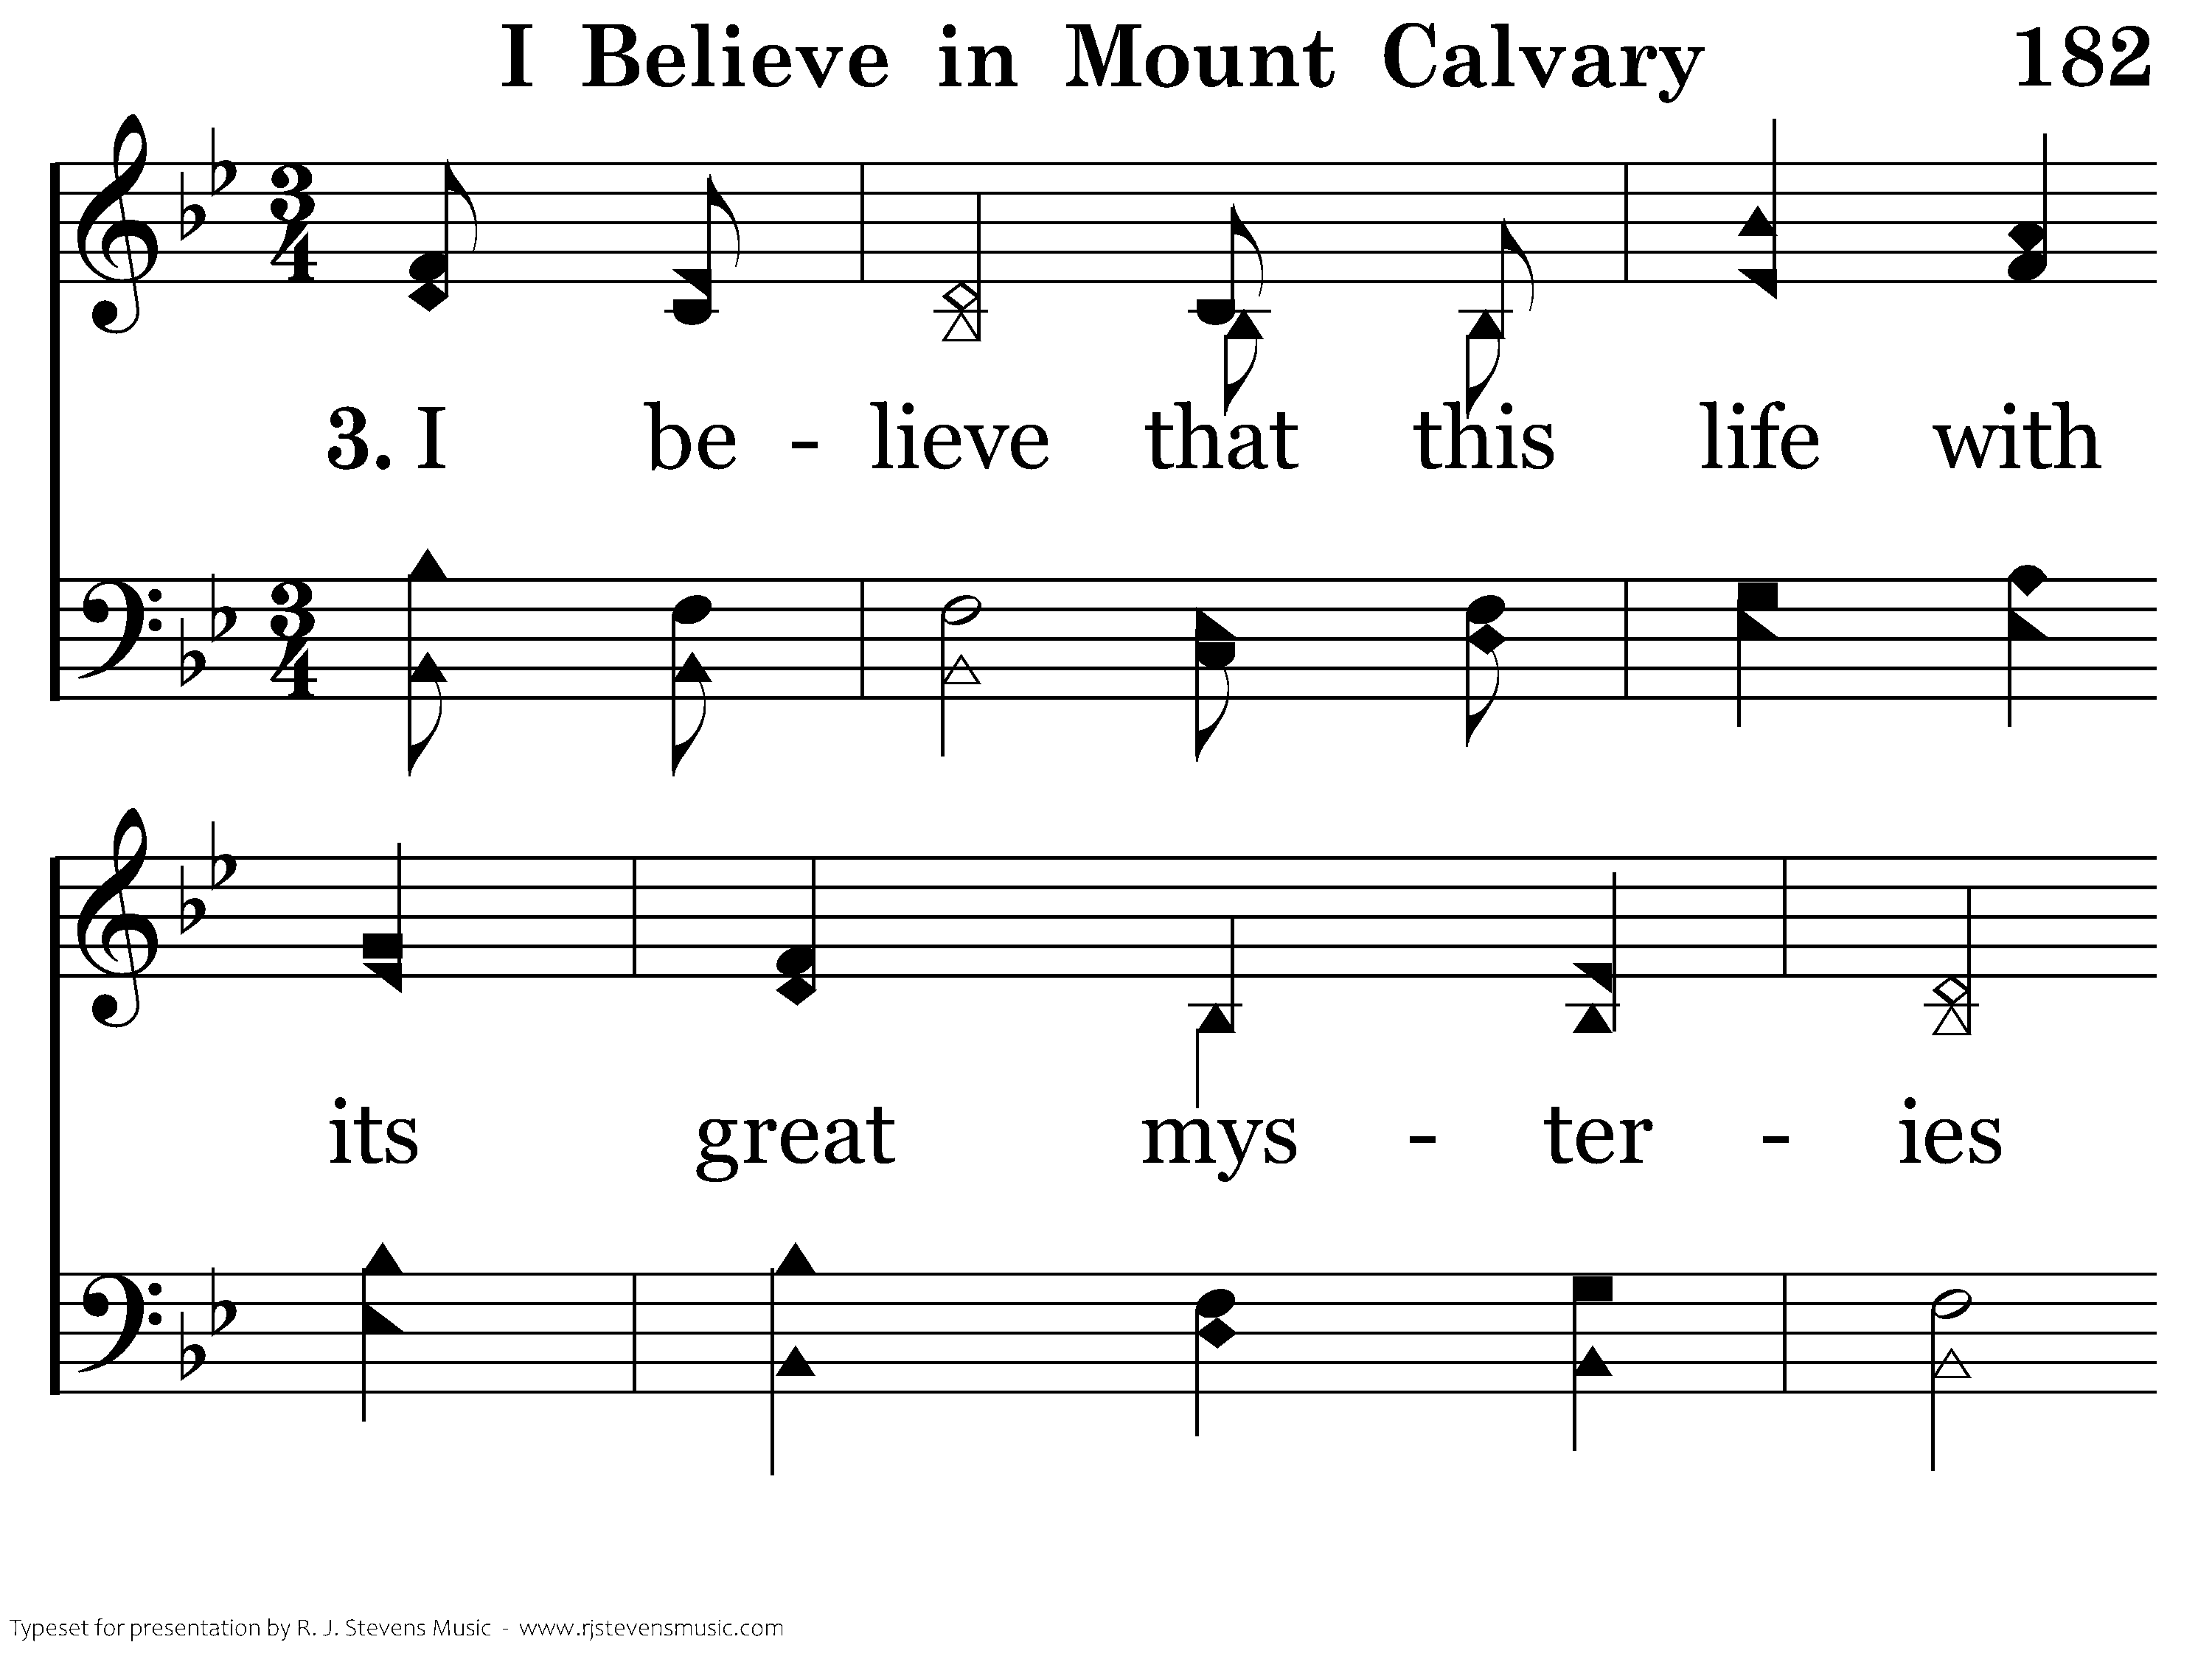 I Believe in Mount Calvary 182
3. I be - lieve that this life with
its great mys - ter - ies
Typeset for presentation by R. J. Stevens Music - www.rjstevensmusic.com